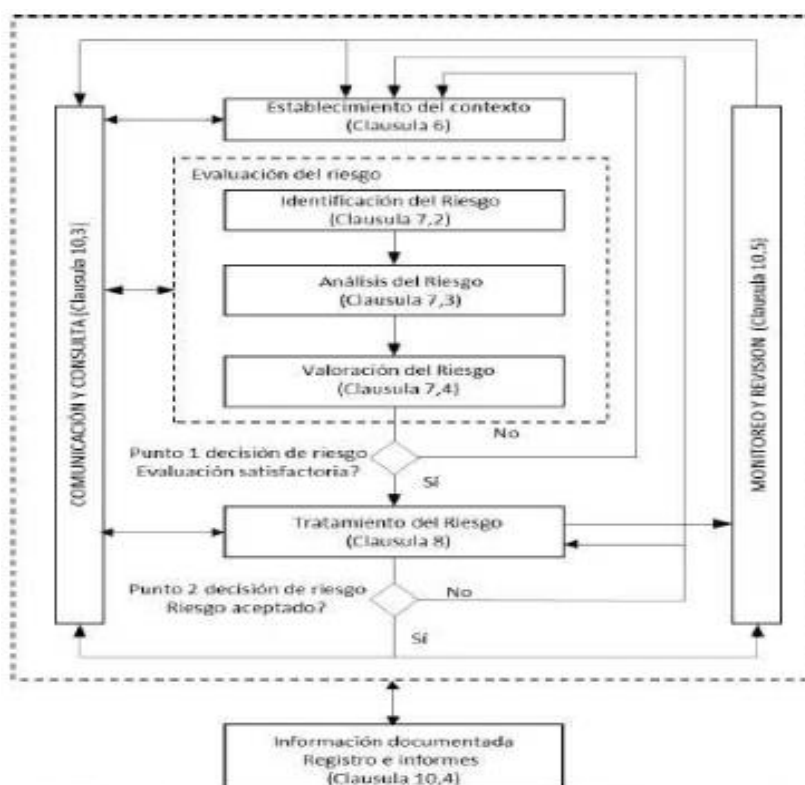 Establecimiento del contexto
(Clausula 6)
Evaluación del riesgo
Identificación del Riesgo
(Clausula 7,2)
Análisis del Riesgo
(Clausula 7,3)
Valoración del Riesgo
(Clausula 7,4)
No
Punto 1 decisión de riesgo
Evaluación satisfactoria?
Sí
Tratamiento del Riesgo
(Clausula 8)
Punto 2 decisión de riesgo
Riesgo aceptado?
No
Sí
COMUNICACIÓN Y CONSULTA (Clausula 10,3)
MONITOREO Y REVISION (Clausula 10,5)
Información documentada
Registro e informes
(Clausula 10,4)